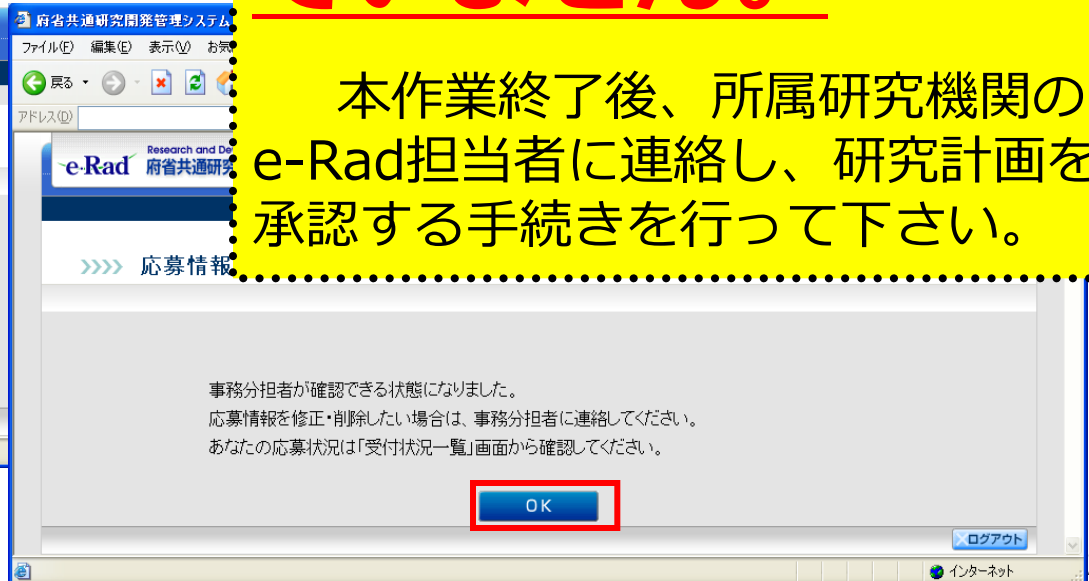 府省共通研究開発管理システム
ファイル(F) 編集(E) 表示(V) お気
戻る
アドレス(D)
ていません。
本作業終了後、所属研究機関の
e-Rad担当者に連絡し、研究計画を
承認する手続きを行って下さい。
e-Rad
Research and De
府省共通研究
>>>> 応募情報
事務分担者が確認できる状態になりました。
応募情報を修正・削除したい場合は、事務分担者に連絡してください。
あなたの応募状況は「受付状況一覧」画面から確認してください。
OK
ログアウト
インターネット